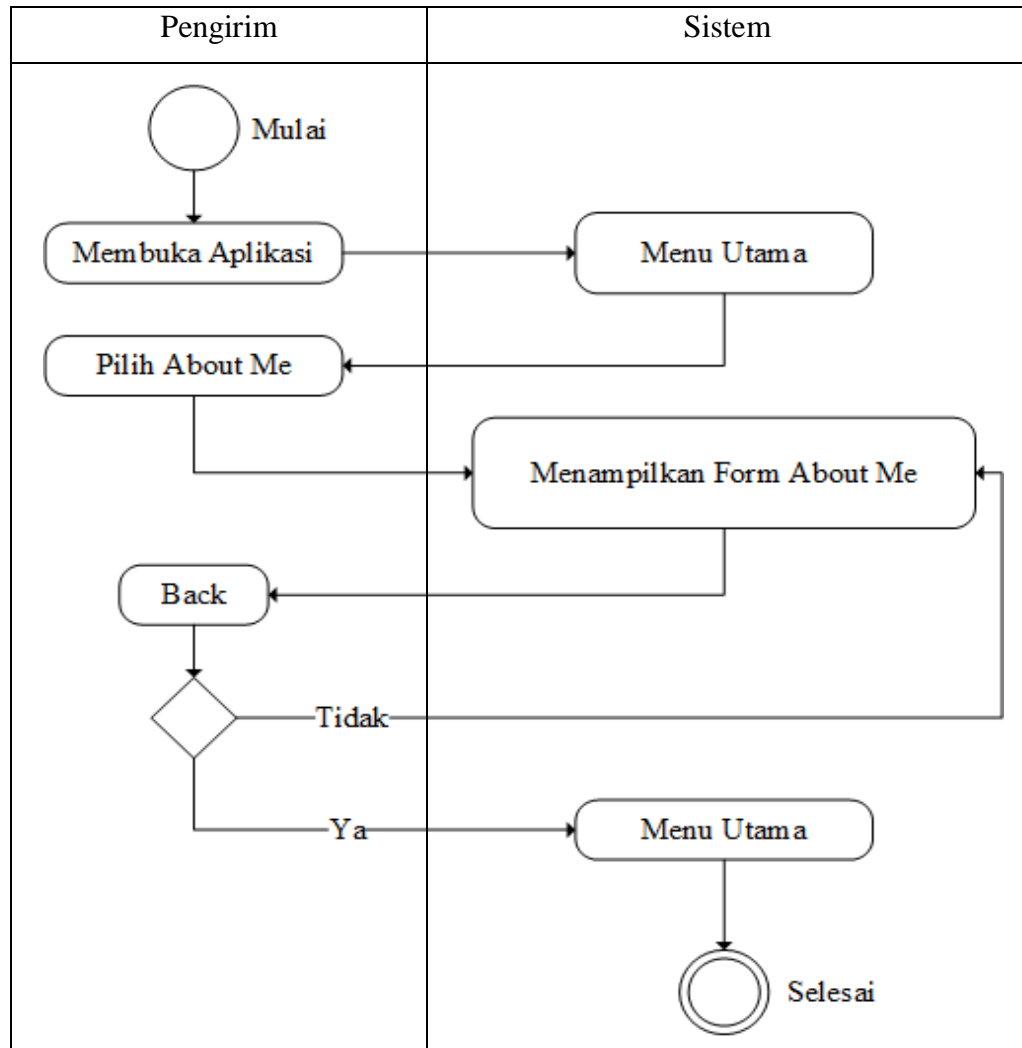 Pengirim
Sistem
Mulai
Membuka Aplikasi
Menu Utama
Pilih About Me
Menampilkan Form About Me
Back
Tidak
Ya
Menu Utama
Selesai